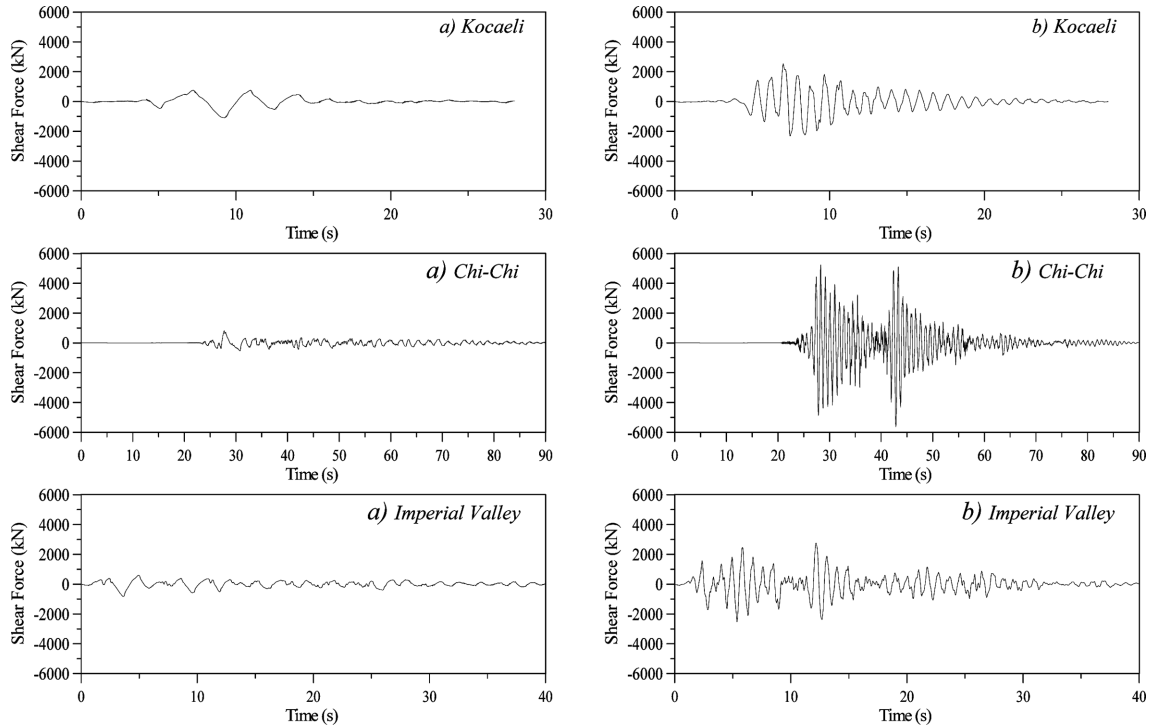 a) Kocaeli
6000
4000
2000
0
-2000
-4000
-6000
Shear Force (kN)
0 10 20 30
Time (s)
b) Kocaeli
6000
4000
2000
0
-2000
-4000
-6000
Shear Force (kN)
0 10 20 30
Time (s)
a) Chi-Chi
6000
4000
2000
0
-2000
-4000
-6000
Shear Force (kN)
0 10 20 30 40 50 60 70 80 90
Time (s)
b) Chi-Chi
6000
4000
2000
0
-2000
-4000
-6000
Shear Force (kN)
0 10 20 30 40 50 60 70 80 90
Time (s)
a) Imperial Valley
6000
4000
2000
0
-2000
-4000
-6000
Shear Force (kN)
0 10 20 30 40
Time (s)
b) Imperial Valley
6000
4000
2000
0
-2000
-4000
-6000
Shear Force (kN)
0 10 20 30 40
Time (s)